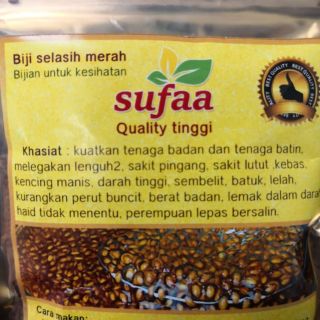 Biji selasih merah
Bijian untuk kesihatan
BEST QUALITY BEST QUALITY
sufaa
Quality tinggi
Khasiat : kuatkan tenaga badan dan tenaga batin,
melegakan lenguh2, sakit pingang, sakit lutut ,kebas,
kencing manis, darah tinggi, sembelit, batuk, lelah,
kurangkan perut buncit, berat badan, lemak dalam darah
haid tidak menentu, perempuan lepas bersalin.
Cara makan: